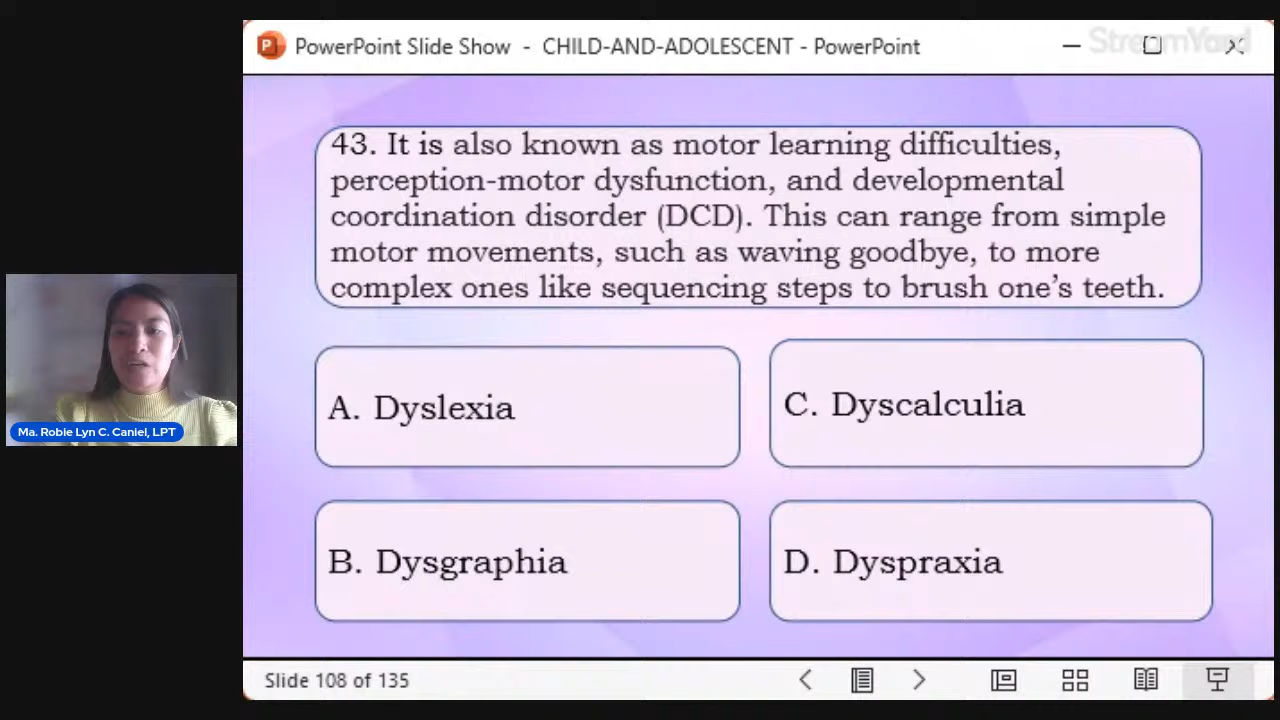 PowerPoint Slide Show - CHILD-AND-ADOLESCENT - PowerPoint
StreamYard
43. It is also known as motor learning difficulties,
perception-motor dysfunction, and developmental
coordination disorder (DCD). This can range from simple
motor movements, such as waving goodbye, to more
complex ones like sequencing steps to brush one's teeth.
A. Dyslexia
C. Dyscalculia
B. Dysgraphia
D. Dyspraxia
Ma. Robie Lyn C. Caniel, LPT
Slide 108 of 135